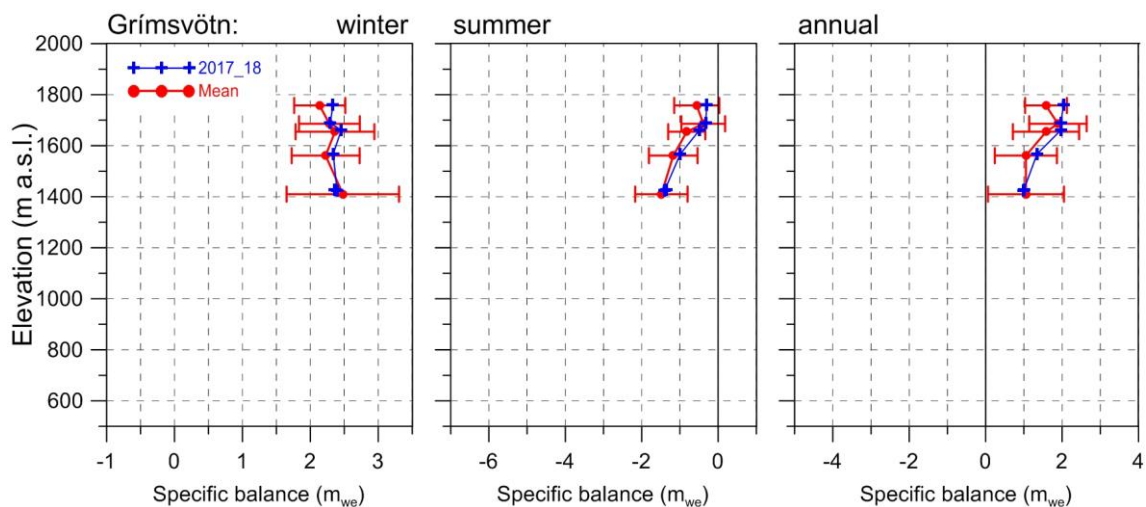 Grímsvötn: winter summer annual
2000
1800
1600
1400
1200
1000
800
600
Elevation (m a.s.l.)
2017_18
Mean
-1 0 1 2 3 -6 -4 -2 0 -4 -2 0 2 4
Specific balance (mwe) Specific balance (mwe) Specific balance (mwe)